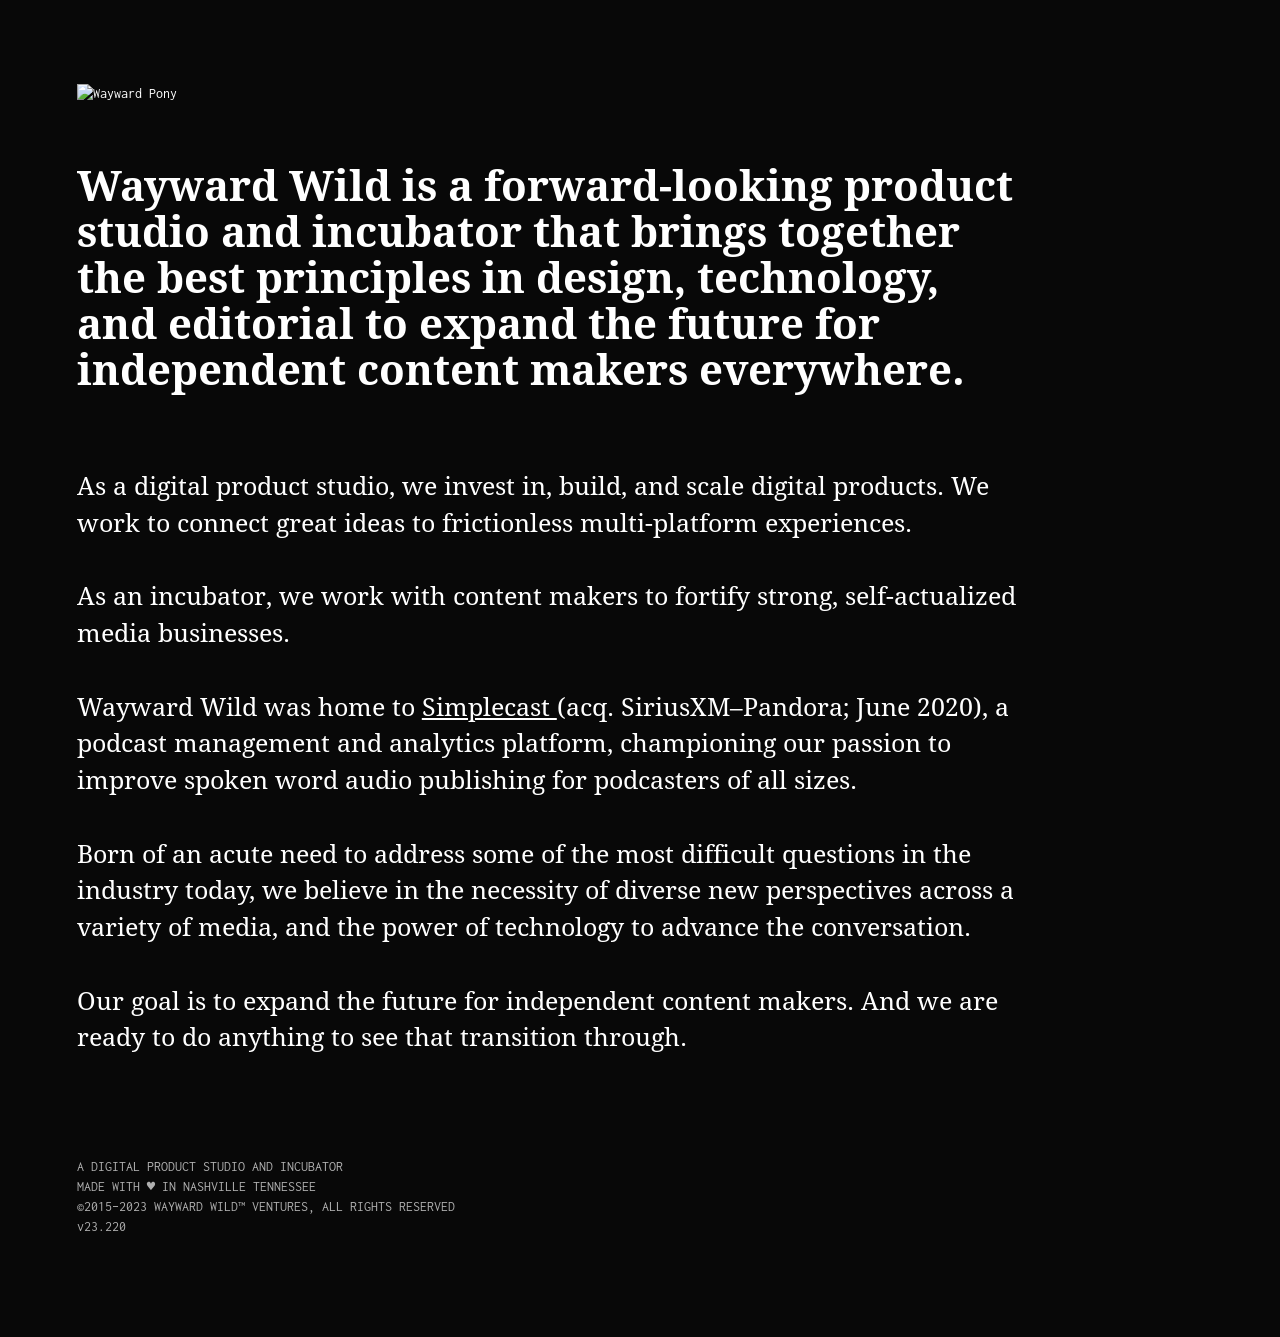 Wayward Pony
Wayward Wild is a forward-looking product
studio and incubator that brings together
the best principles in design, technology,
and editorial to expand the future for
independent content makers everywhere.
As a digital product studio, we invest in, build, and scale digital products. We
work to connect great ideas to frictionless multi-platform experiences.
As an incubator, we work with content makers to fortify strong, self-actualized
media businesses.
Wayward Wild was home to Simplecast (acq. SiriusXM–Pandora; June 2020), a
podcast management and analytics platform, championing our passion to
improve spoken word audio publishing for podcasters of all sizes.
Born of an acute need to address some of the most difficult questions in the
industry today, we believe in the necessity of diverse new perspectives across a
variety of media, and the power of technology to advance the conversation.
Our goal is to expand the future for independent content makers. And we are
ready to do anything to see that transition through.
A DIGITAL PRODUCT STUDIO AND INCUBATOR
MADE WITH ♥ IN NASHVILLE TENNESSEE
©2015–2023 WAYWARD WILD™ VENTURES, ALL RIGHTS RESERVED
v23.220